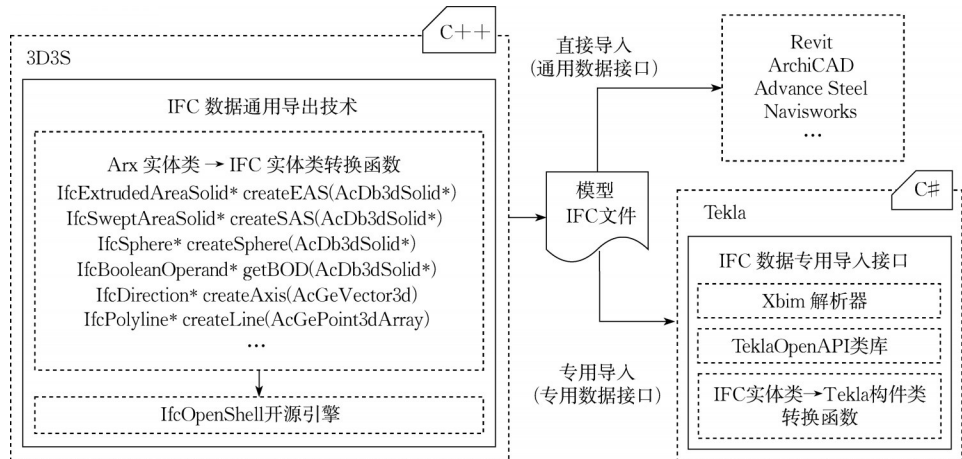 C++
3D3S
IFC 数据通用导出技术
Arx 实体类 → IFC 实体类转换函数
IfcExtrudedAreaSolid* createEAS(AcDb3dSolid*)
IfcSweptAreaSolid* createSAS(AcDb3dSolid*)
IfcSphere* createSphere(AcDb3dSolid*)
IfcBooleanOperand* getBOD(AcDb3dSolid*)
IfcDirection* createAxis(AcGeVector3d)
IfcPolyline* createLine(AcGePoint3dArray)
…
IfcOpenShell开源引擎
直接导入
(通用数据接口)
模型
IFC文件
专用导入
(专用数据接口)
Revit
ArchiCAD
Advance Steel
Navisworks
…
C#
Tekla
IFC 数据专用导入接口
Xbim 解析器
TeklaOpenAPI类库
IFC实体类→Tekla构件类
转换函数